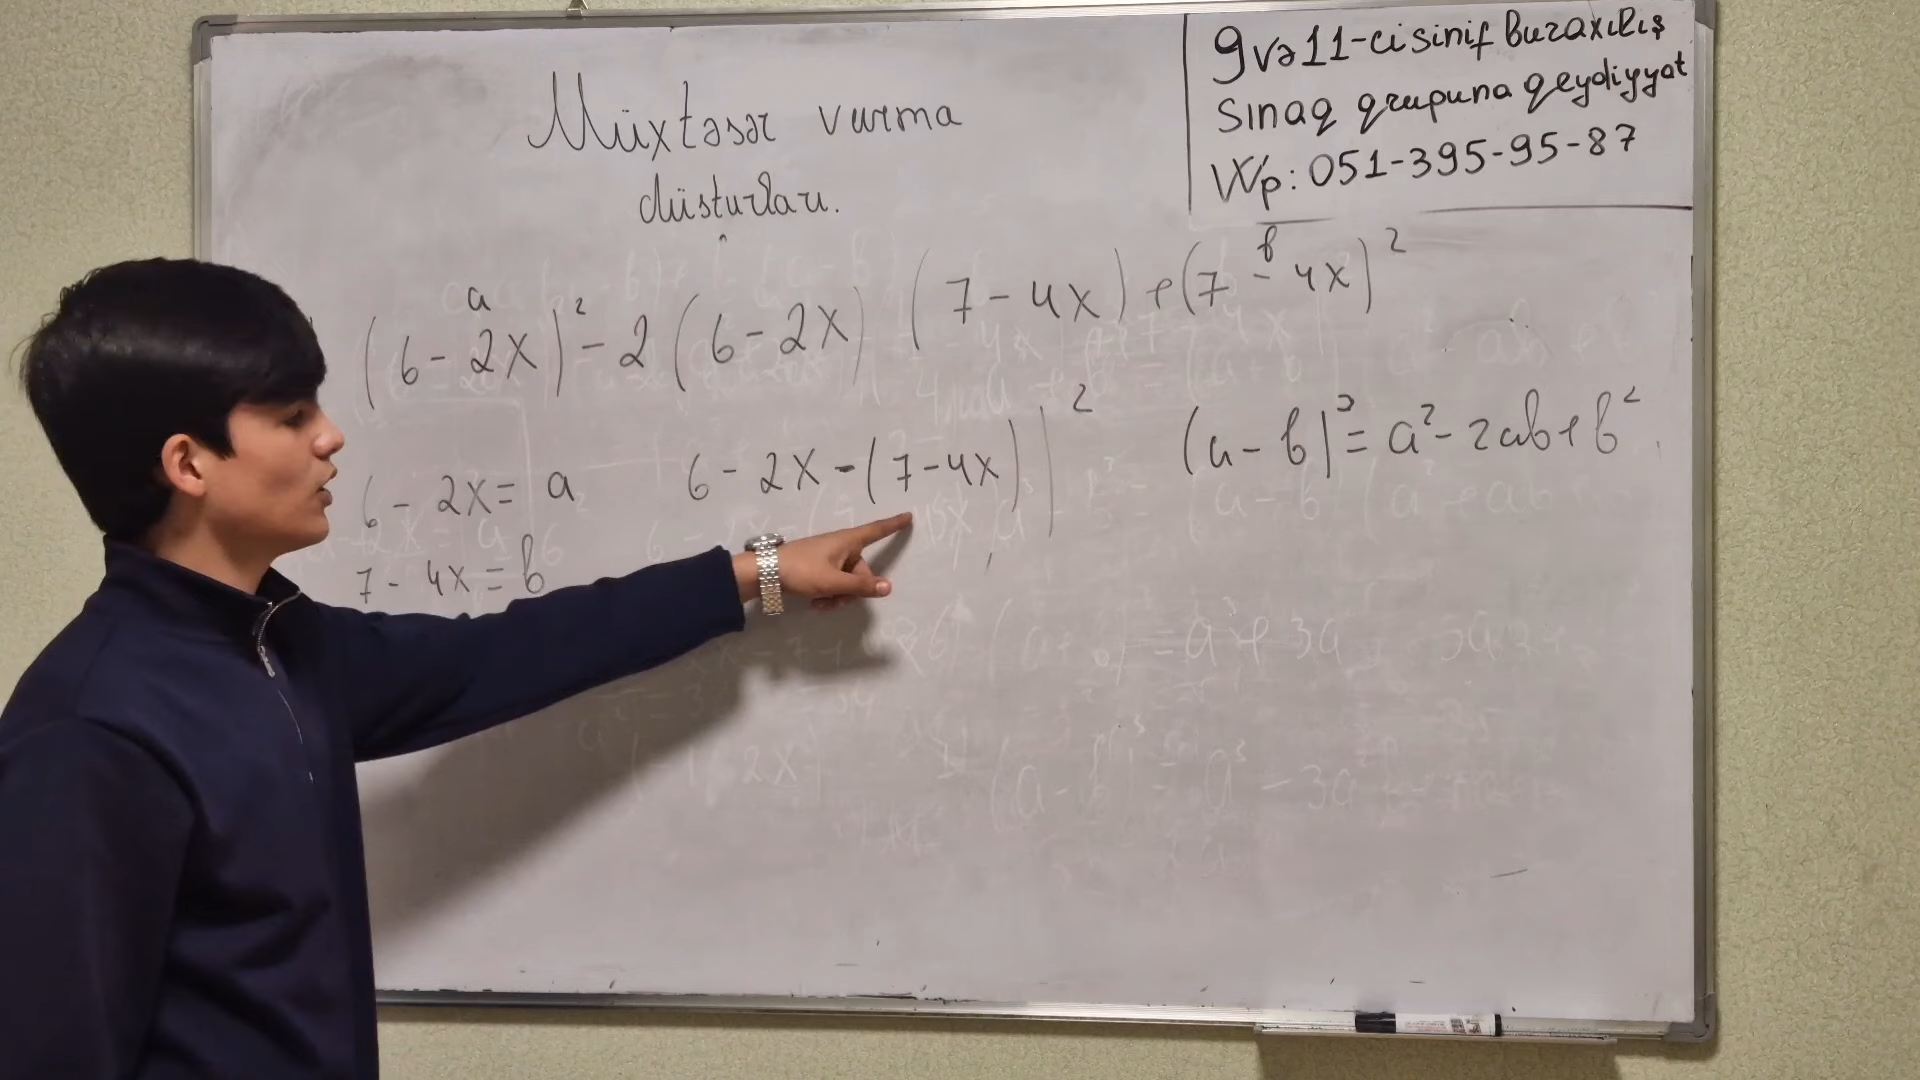 Müxtəsər vurma
düsturları.
9 və 11-ci sinif buraxılış
sınaq qrupuna qeydiyyat
Wp: 051-395-95-87
a b
(6-2x)²-2(6-2x)(7-4x)+(7-4x)²
6-2x=a
7-4x=b
6-2x-(7-4x))²
(a-b)²=a²-2ab+b²